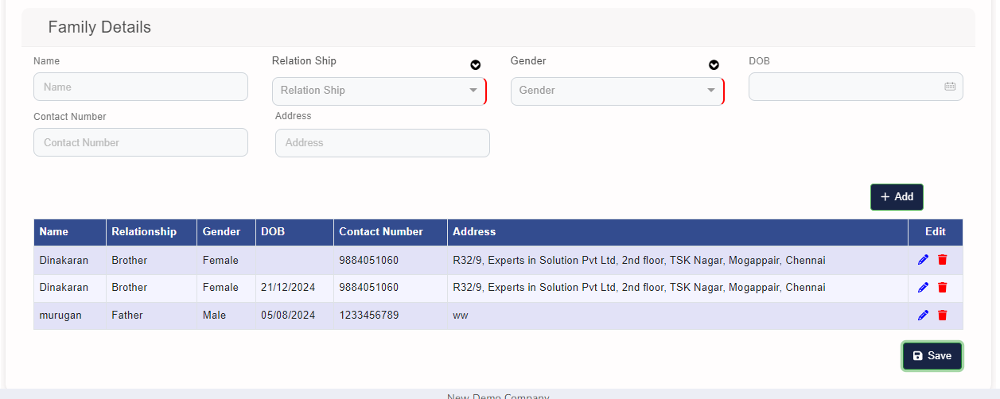 Family Details
Name Relation Ship Gender DOB
Name Relation Ship Gender
Contact Number Address
Contact Number Address
+ Add
Name Relationship Gender DOB Contact Number Address Edit
Dinakaran Brother Female 9884051060 R32/9, Experts in Solution Pvt Ltd, 2nd floor, TSK Nagar, Mogappair, Chennai
Dinakaran Brother Female 21/12/2024 9884051060 R32/9, Experts in Solution Pvt Ltd, 2nd floor, TSK Nagar, Mogappair, Chennai
murugan Father Male 05/08/2024 1233456789 ww
Save
New Demo Company